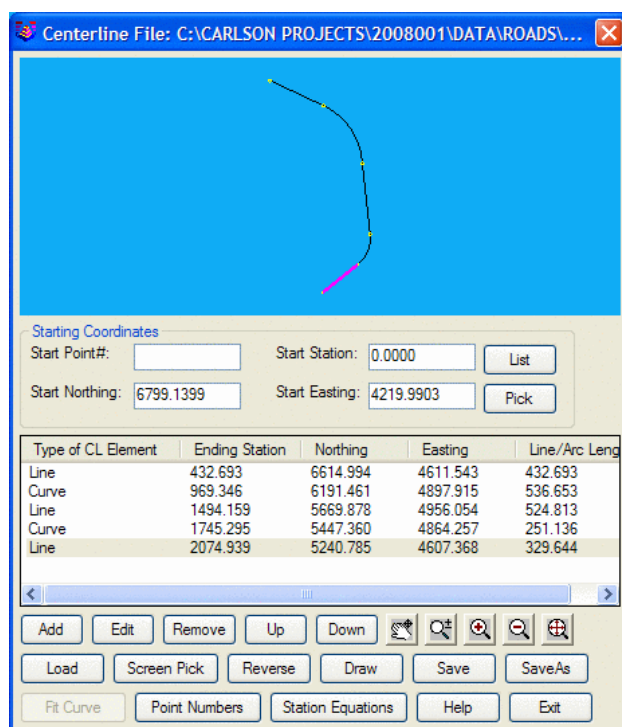 Centerline File: C:\CARLSON PROJECTS\2008001\DATA\ROADS\...
Starting Coordinates
Start Point#: Start Station: 0.0000 List
Start Northing: 6799.1399 Start Easting: 4219.9903 Pick
Type of CL Element Ending Station Northing Easting Line/Arc Leng
Line 432.693 6614.994 4611.543 432.693
Curve 969.346 6191.461 4897.915 536.653
Line 1494.159 5669.878 4956.054 524.813
Curve 1745.295 5447.360 4864.257 251.136
Line 2074.939 5240.785 4607.368 329.644
Add Edit Remove Up Down
Load Screen Pick Reverse Draw Save SaveAs
Fit Curve Point Numbers Station Equations Help Exit